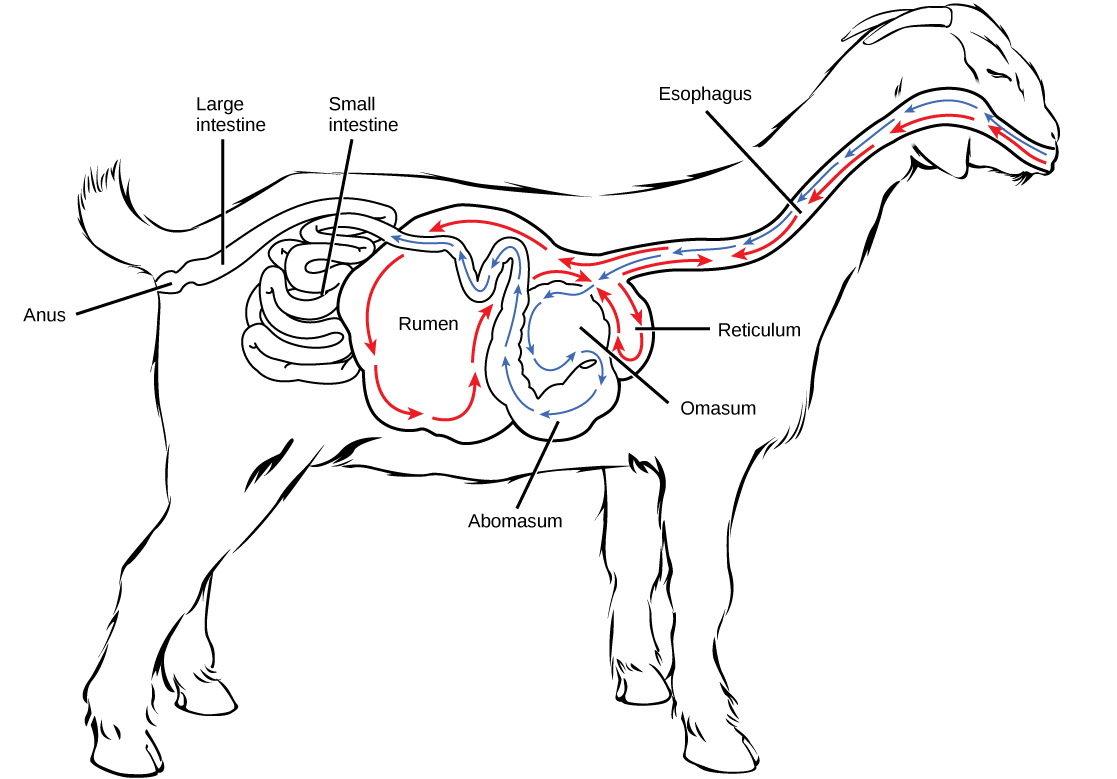 Esophagus
Large
intestine
Small
intestine
Anus
Rumen
Reticulum
Omasum
Abomasum